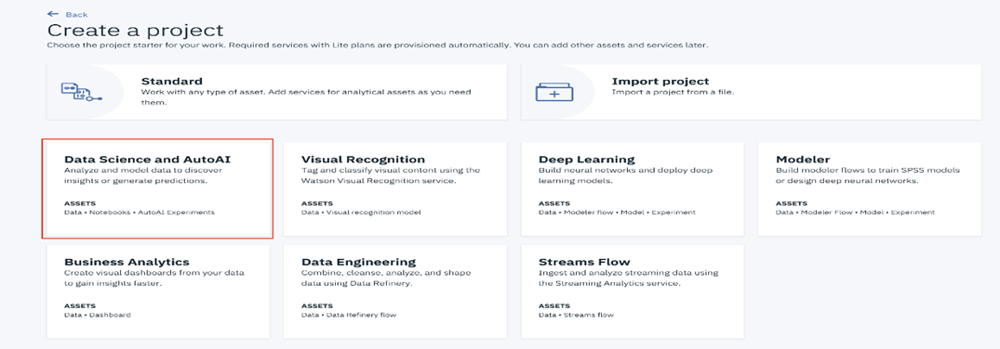 ← Back
Create a project
Choose the project starter for your work. Required services with Lite plans are provisioned automatically. You can add other assets and services later.
Standard
Work with any type of asset. Add services for analytical assets as you need
them.
Import project
Import a project from a file.
Data Science and AutoAI
Analyze and model data to discover
insights or generate predictions.
ASSETS
Data • Notebooks • AutoAI Experiments
Visual Recognition
Tag and classify visual content using the
Watson Visual Recognition service.
ASSETS
Data • Visual recognition model
Deep Learning
Build neural networks and deploy deep
learning models.
ASSETS
Data • Modeler flow • Model • Experiment
Modeler
Build modeler flows to train SPSS models
or design deep neural networks.
ASSETS
Data • Modeler Flow • Model • Experiment
Business Analytics
Create visual dashboards from your data
to gain insights faster.
ASSETS
Data • Dashboard
Data Engineering
Combine, cleanse, analyze, and shape
data using Data Refinery.
ASSETS
Data • Data Refinery flow
Streams Flow
Ingest and analyze streaming data using
the Streaming Analytics service.
ASSETS
Data • Streams flow